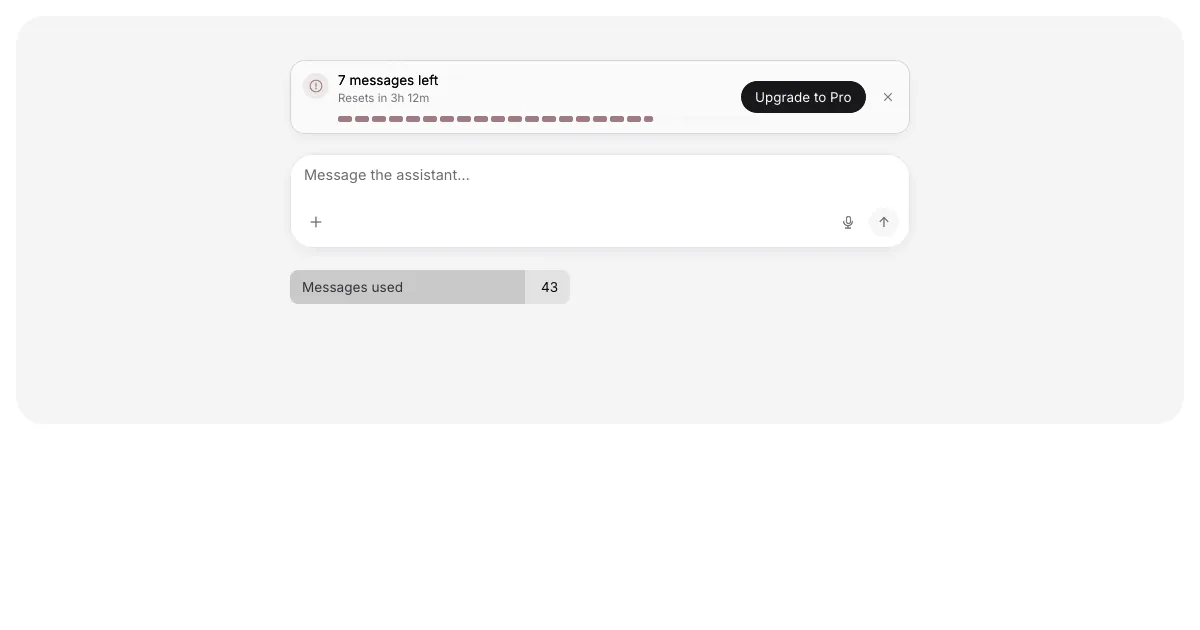 7 messages left
Resets in 3h 12m
Upgrade to Pro
Message the assistant...
Messages used
43